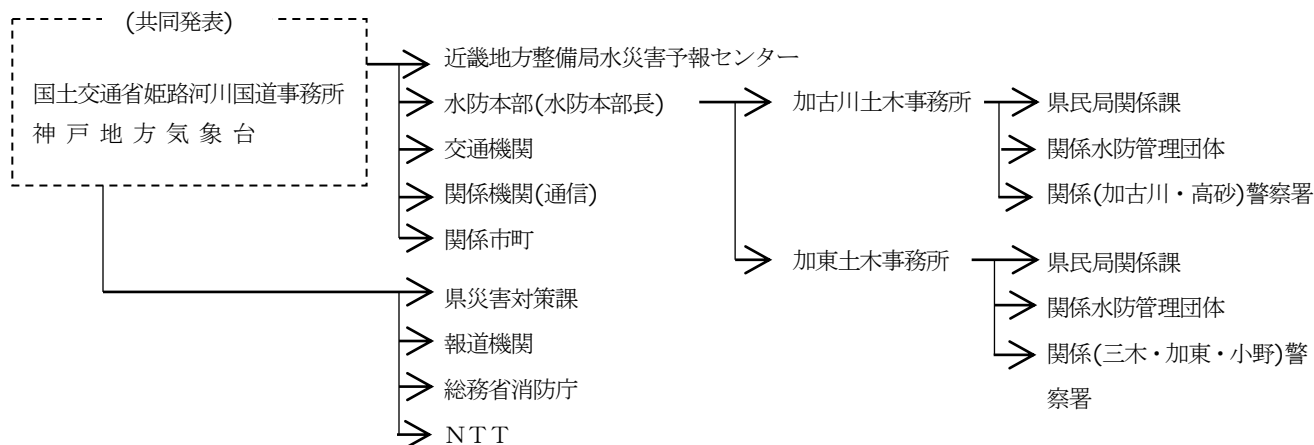 (共同発表)
国土交通省姫路河川国道事務所
神戸地方気象台
近畿地方整備局水災害予報センター
水防本部(水防本部長)
交通機関
関係機関(通信)
関係市町
県災害対策課
報道機関
総務省消防庁
ＮＴＴ
加古川土木事務所
県民局関係課
関係水防管理団体
関係(加古川・高砂)警察署
加東土木事務所
県民局関係課
関係水防管理団体
関係(三木・加東・小野)警
察署